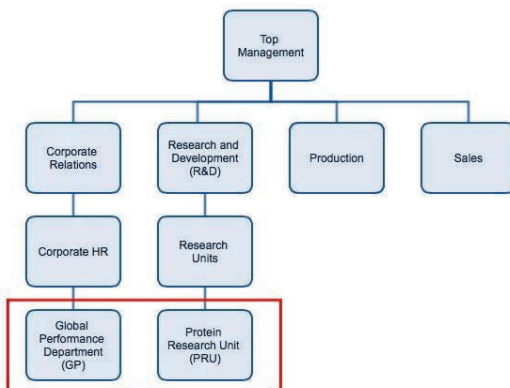 Top
Management
Corporate
Relations
Research and
Development
(R&D)
Production
Sales
Corporate HR
Research
Units
Global
Performance
Department
(GP)
Protein
Research Unit
(PRU)